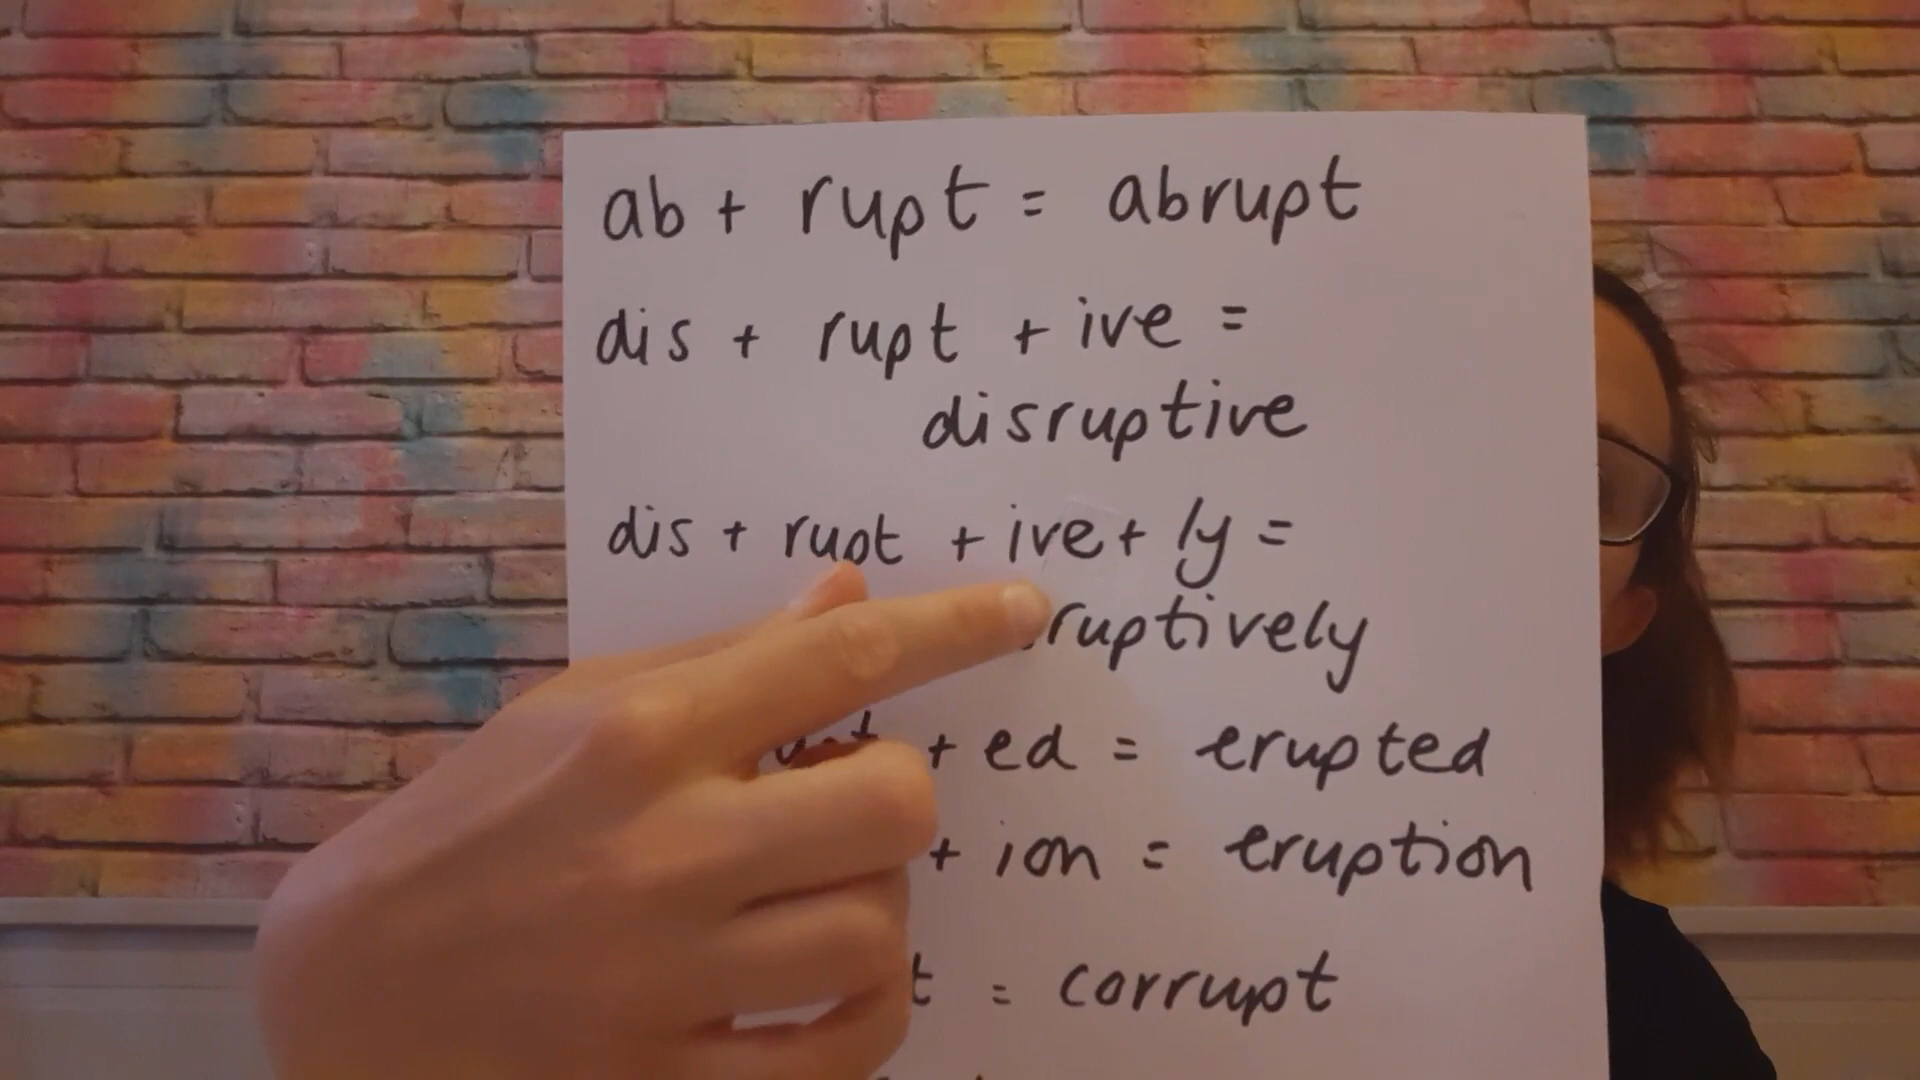 ab + rupt = abrupt
dis + rupt + ive =
disruptive
dis + rupt + ive + ly =
ruptively
+ ed = erupted
+ ion = eruption
t = corrupt